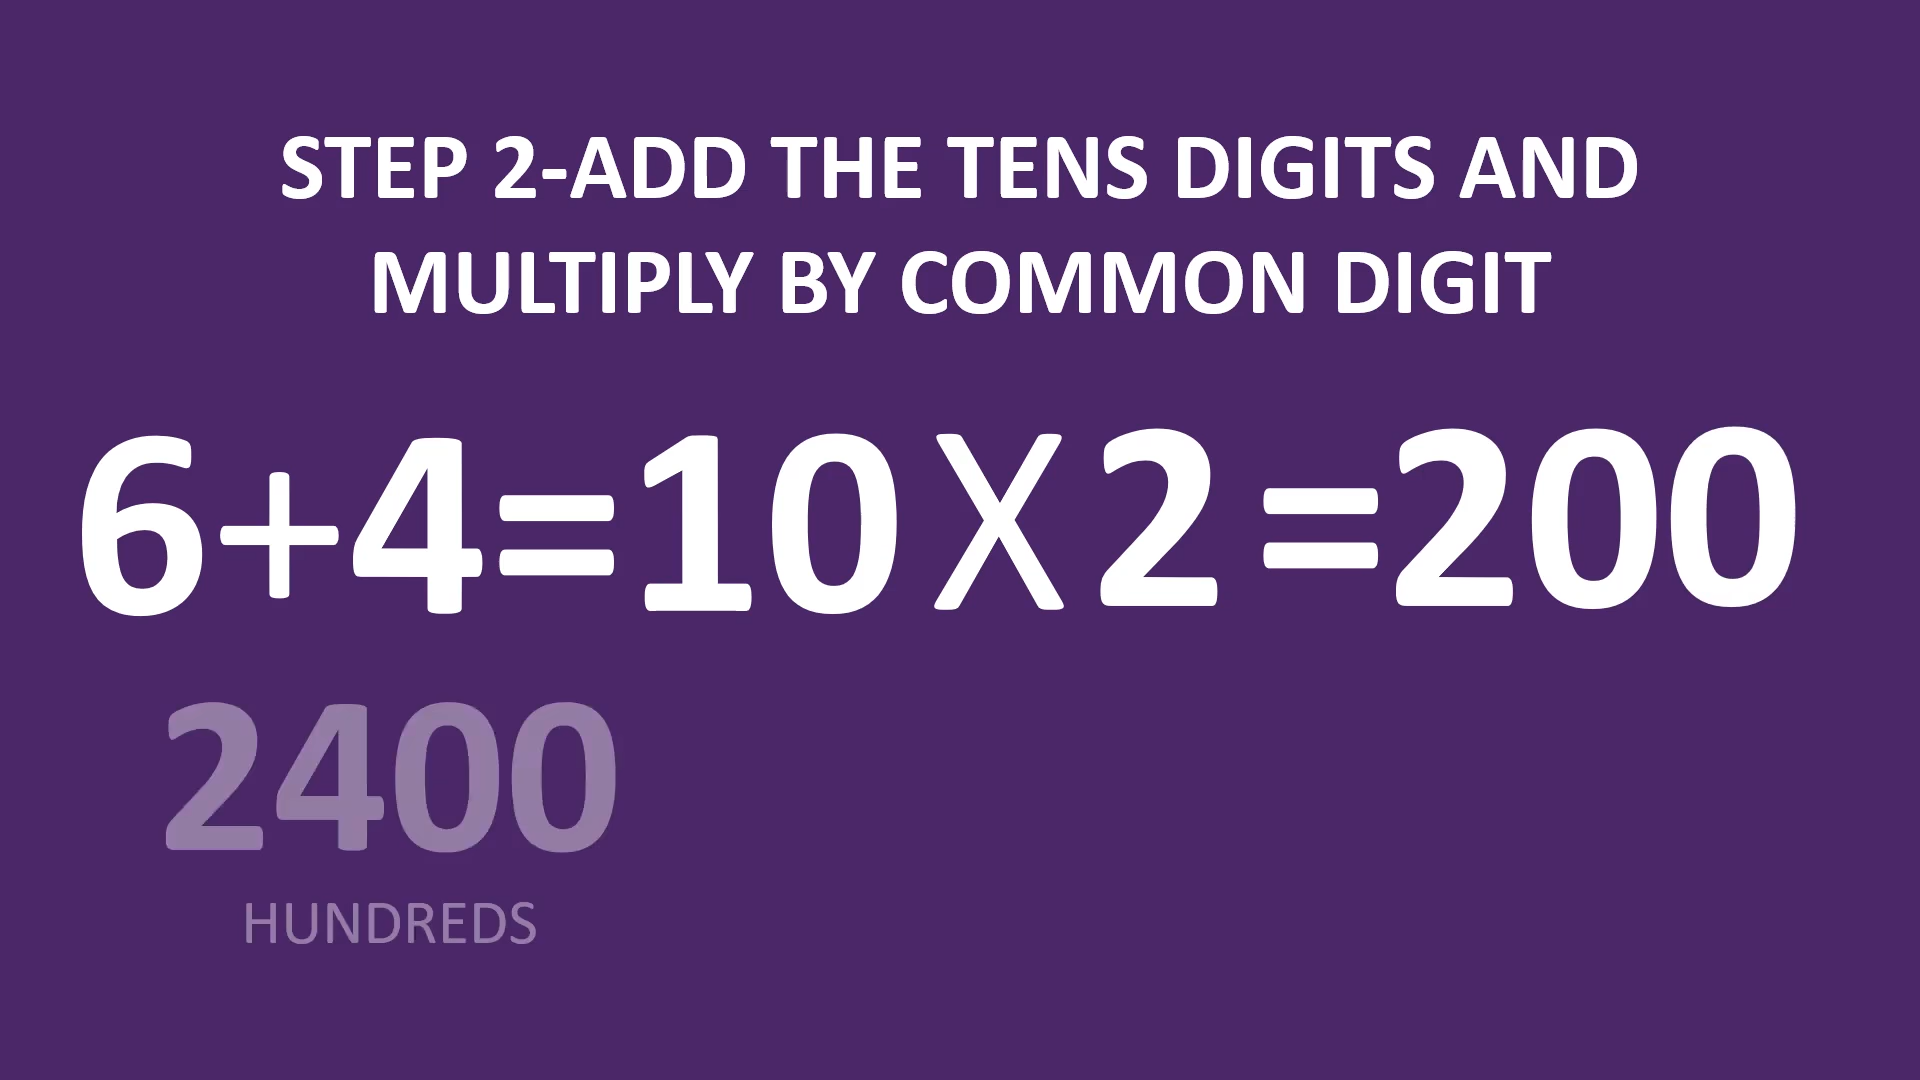 STEP 2-ADD THE TENS DIGITS AND
MULTIPLY BY COMMON DIGIT
6+4=10X2=200
2400
HUNDREDS